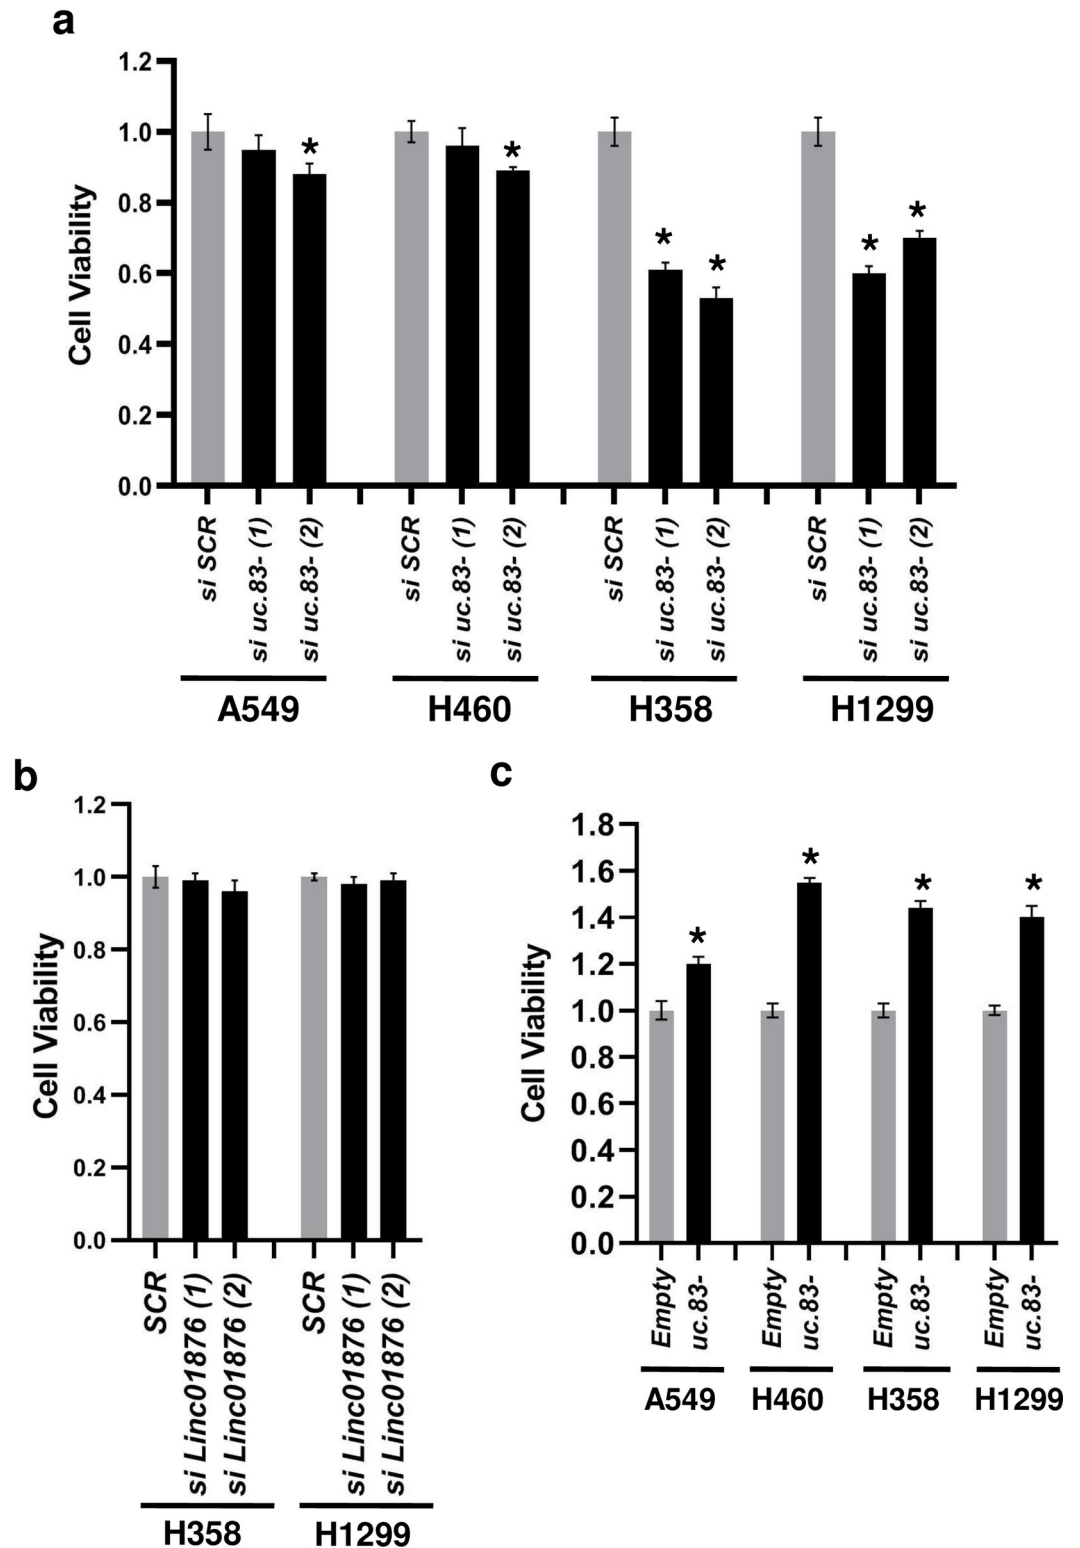 a
Cell Viability
1.2
1.0
0.8
0.6
0.4
0.2
0.0
* * * * * *
si SCR
si uc.83- (1)
si uc.83- (2)
si SCR
si uc.83- (1)
si uc.83- (2)
si SCR
si uc.83- (1)
si uc.83- (2)
si SCR
si uc.83- (1)
si uc.83- (2)
A549 H460 H358 H1299
b
Cell Viability
1.2
1.0
0.8
0.6
0.4
0.2
0.0
SCR
si Linc01876 (1)
si Linc01876 (2)
SCR
si Linc01876 (1)
si Linc01876 (2)
H358 H1299
c
Cell Viability
1.8
1.6
1.4
1.2
1.0
0.8
0.6
0.4
0.2
0.0
* * * *
Empty
uc.83-
Empty
uc.83-
Empty
uc.83-
Empty
uc.83-
A549 H460 H358 H1299